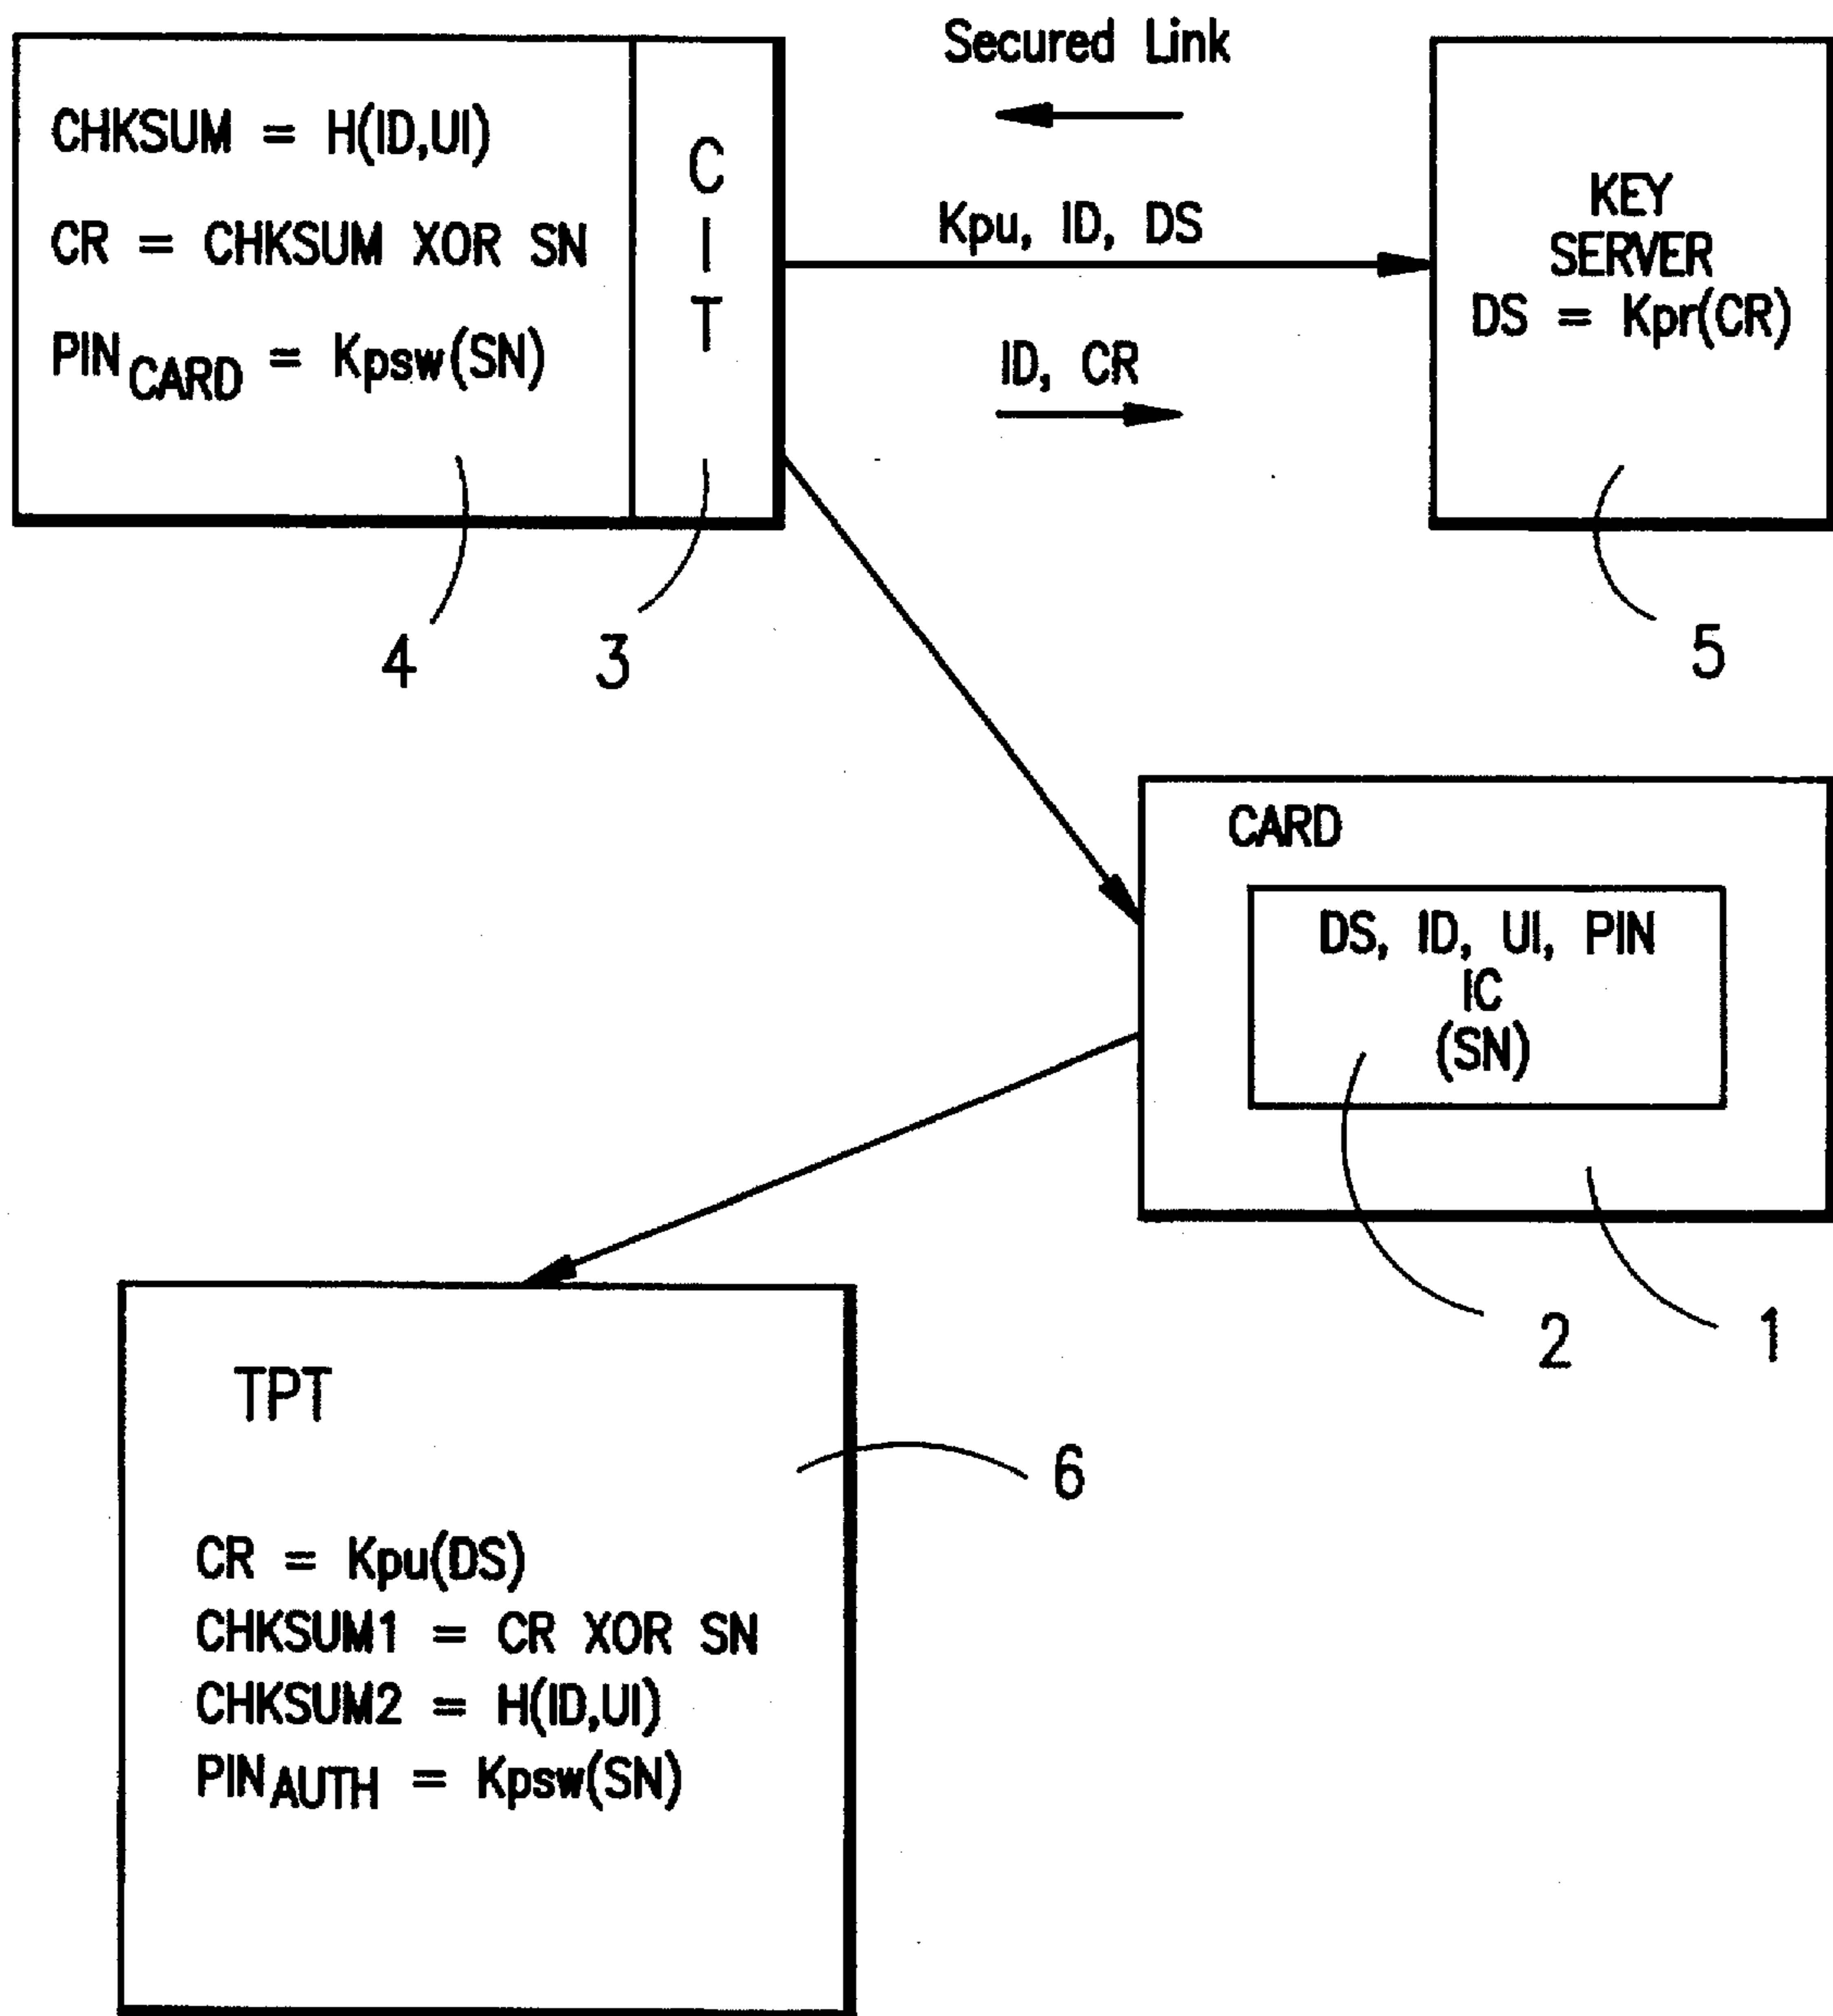 CHKSUM = H(ID,UI)
CR = CHKSUM XOR SN
PINCARD = Kpsw(SN)
CIT
4
3
Secured Link
Kpu, ID, DS
ID, CR
KEY
SERVER
DS = Kpr(CR)
5
CARD
DS, ID, UI, PIN
IC
(SN)
2
1
TPT
6
CR = Kpu(DS)
CHKSUM1 = CR XOR SN
CHKSUM2 = H(ID,UI)
PINAUTH = Kpsw(SN)